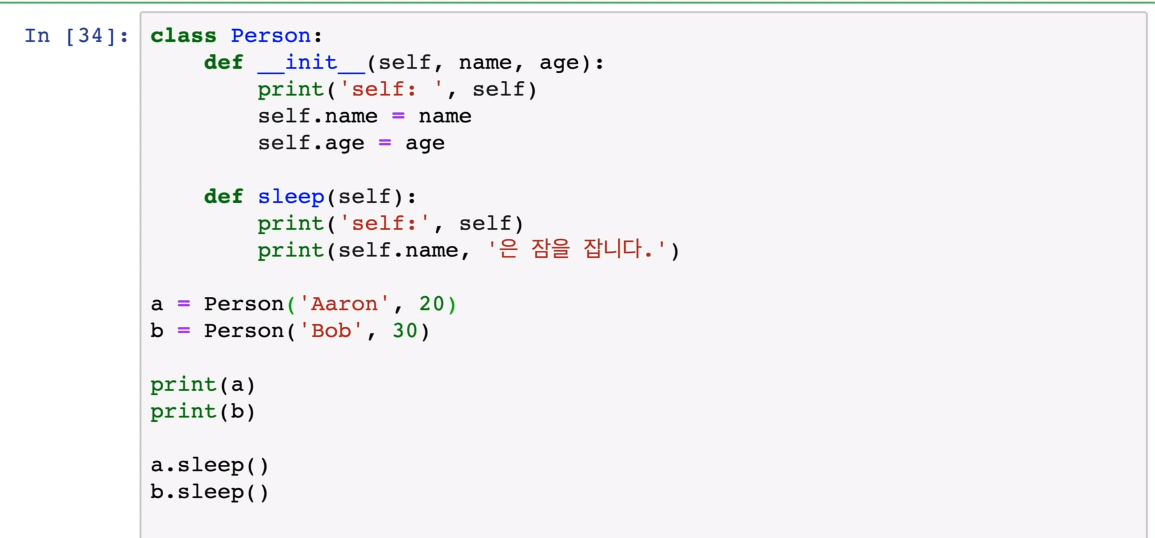 In [34]: class Person:
    def __init__(self, name, age):
        print('self: ', self)
        self.name = name
        self.age = age
    def sleep(self):
        print('self:', self)
        print(self.name, '은 잠을 잡니다.')
a = Person('Aaron', 20)
b = Person('Bob', 30)
print(a)
print(b)
a.sleep()
b.sleep()